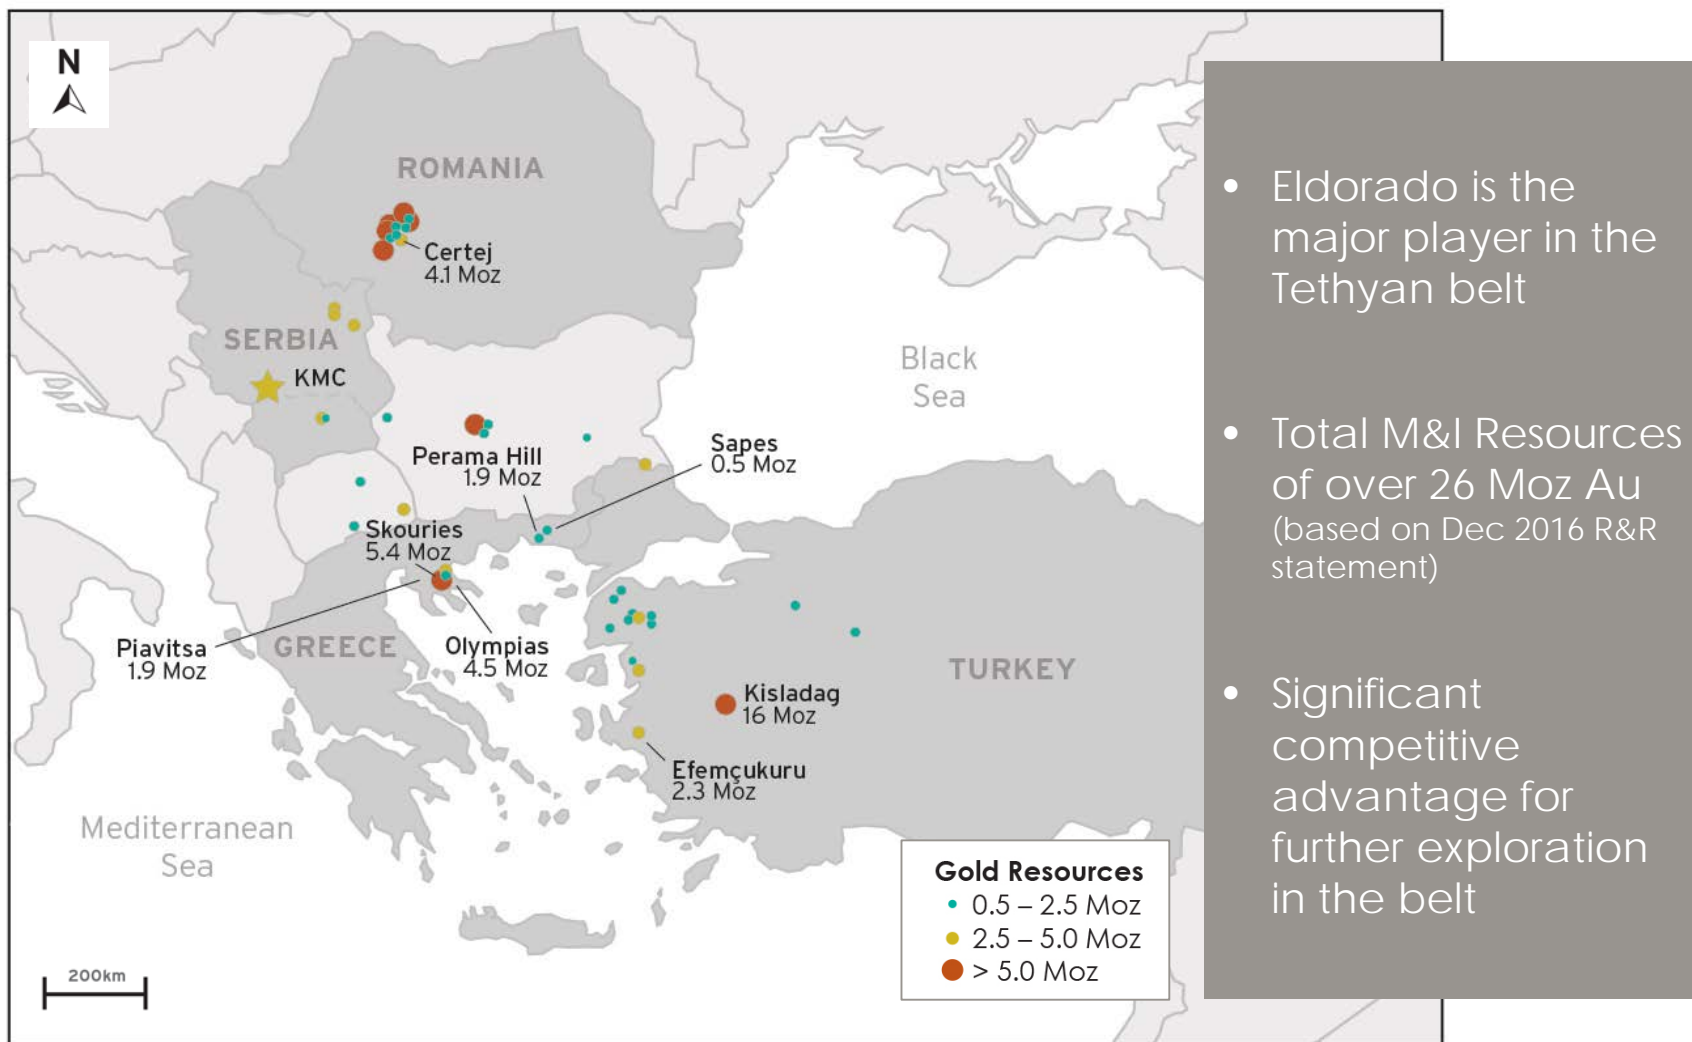 N
ROMANIA
Certej
4.1 Moz
SERBIA
KMC
Black
Sea
Perama Hill
1.9 Moz
Sapes
0.5 Moz
Skouries
5.4 Moz
Piavitsa
1.9 Moz
GREECE
Olympias
4.5 Moz
TURKEY
Kisladag
16 Moz
Efemçukuru
2.3 Moz
Mediterranean
Sea
Gold Resources
0.5 – 2.5 Moz
2.5 – 5.0 Moz
> 5.0 Moz
200km
• Eldorado is the
major player in the
Tethyan belt
• Total M&I Resources
of over 26 Moz Au
(based on Dec 2016 R&R
statement)
• Significant
competitive
advantage for
further exploration
in the belt